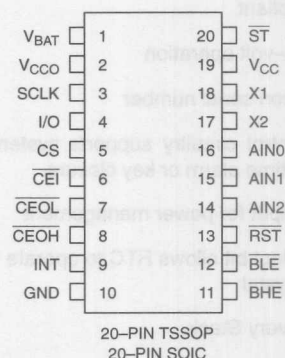 VBAT 1 20 ST
VCCO 2 19 VCC
SCLK 3 18 X1
I/O 4 17 X2
CS 5 16 AIN0
CEI 6 15 AIN1
CEOL 7 14 AIN2
CEOH 8 13 RST
INT 9 12 BLE
GND 10 11 BHE
20–PIN TSSOP
20–PIN SOIC